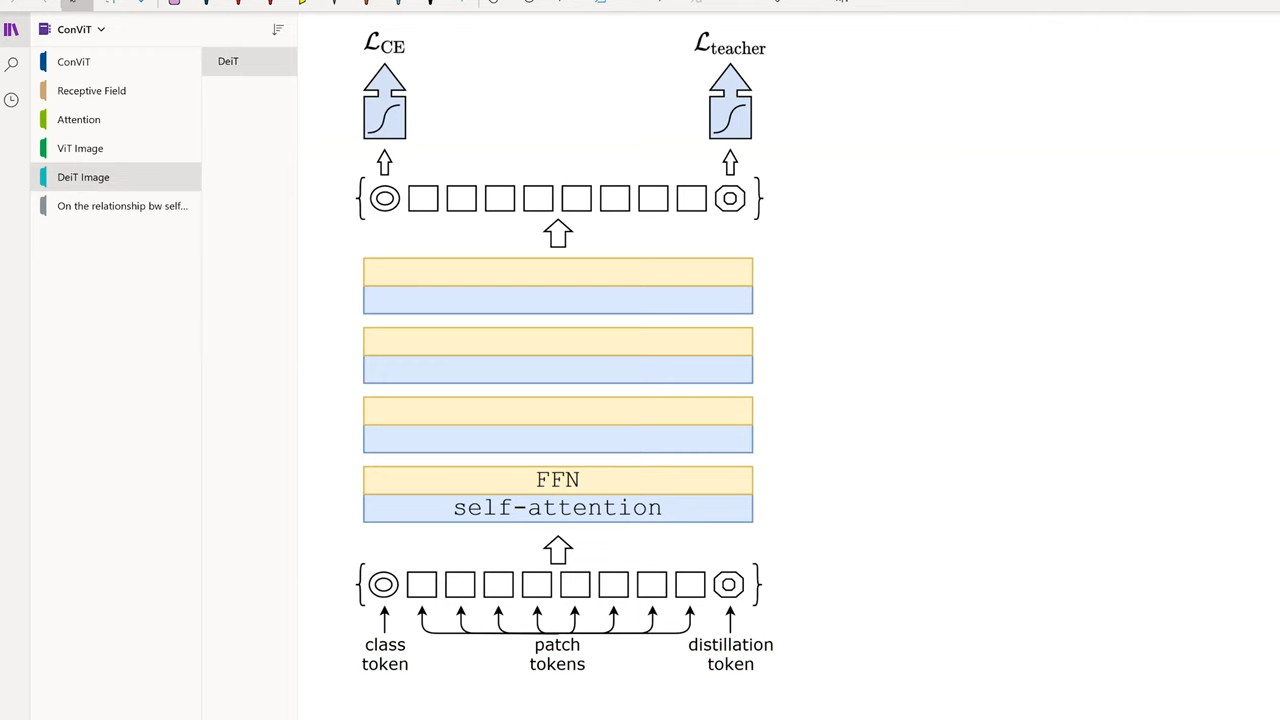 ConViT
ConViT
Receptive Field
Attention
ViT Image
DeiT Image
On the relationship bw self...
DeiT
ℒCE
ℒteacher
FFN
self-attention
class
token
patch
tokens
distillation
token